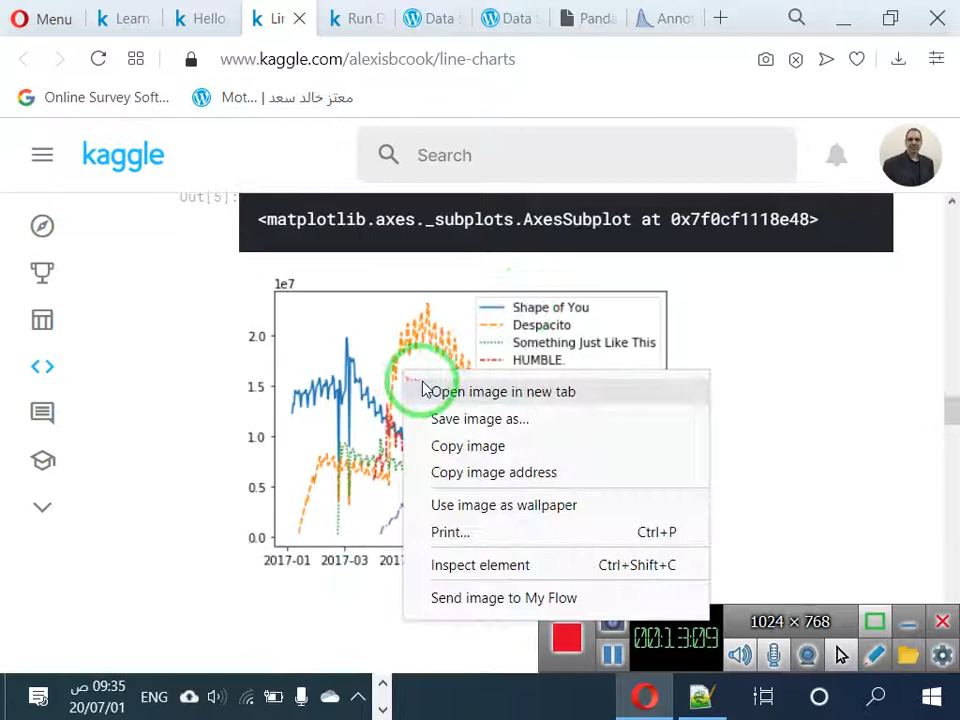 Menu
Learn
Hello
Lin
Run D
Data S
Data S
Panda
Annot
www.kaggle.com/alexisbcook/line-charts
Online Survey Soft...
Mot... | معتز خالد سعد
kaggle
Search
Out[5]:
<matplotlib.axes._subplots.AxesSubplot at 0x7f0cf1118e48>
1e7
Shape of You
Despacito
Something Just Like This
HUMBLE.
2.0
1.5
1.0
0.5
0.0
2017-01 2017-03 2017
Open image in new tab
Save image as...
Copy image
Copy image address
Use image as wallpaper
Print... Ctrl+P
Inspect element Ctrl+Shift+C
Send image to My Flow
1024 × 768
00:13:09
09:35 ص
20/07/01
ENG